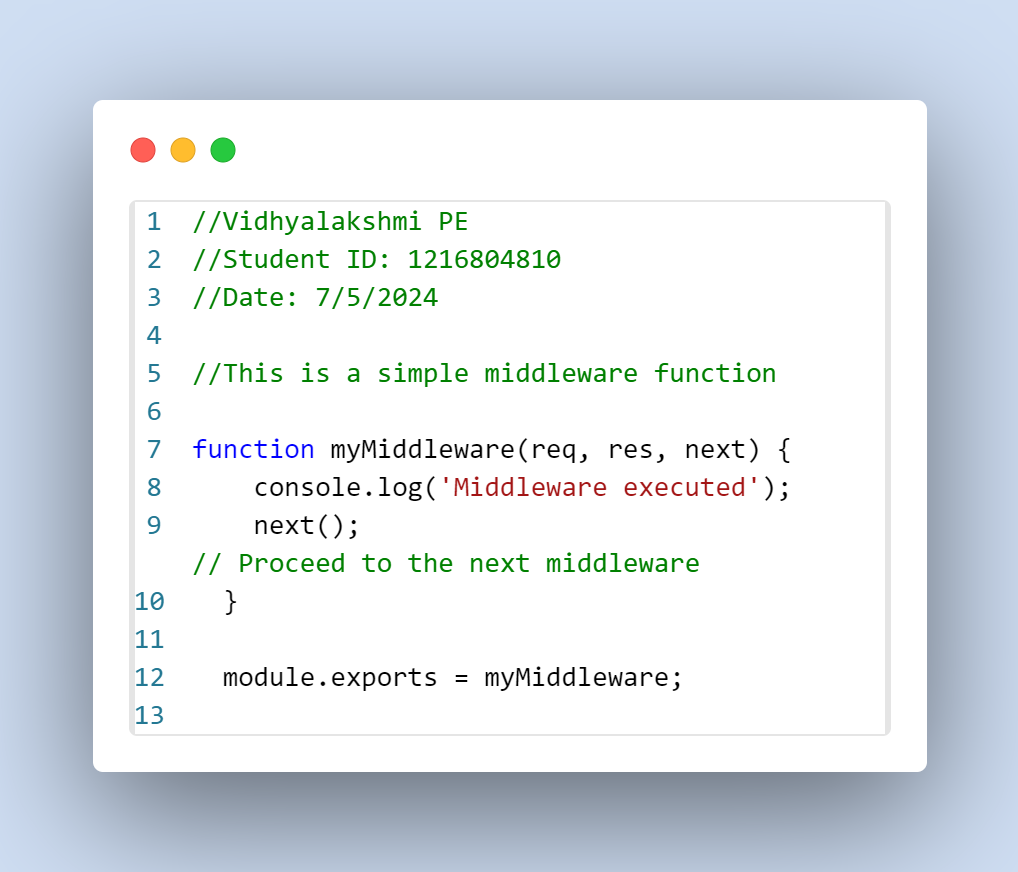 1 //Vidhyalakshmi PE
2 //Student ID: 1216804810
3 //Date: 7/5/2024
4
5 //This is a simple middleware function
6
7 function myMiddleware(req, res, next) {
8     console.log('Middleware executed');
9     next();
// Proceed to the next middleware
10   }
11
12   module.exports = myMiddleware;
13